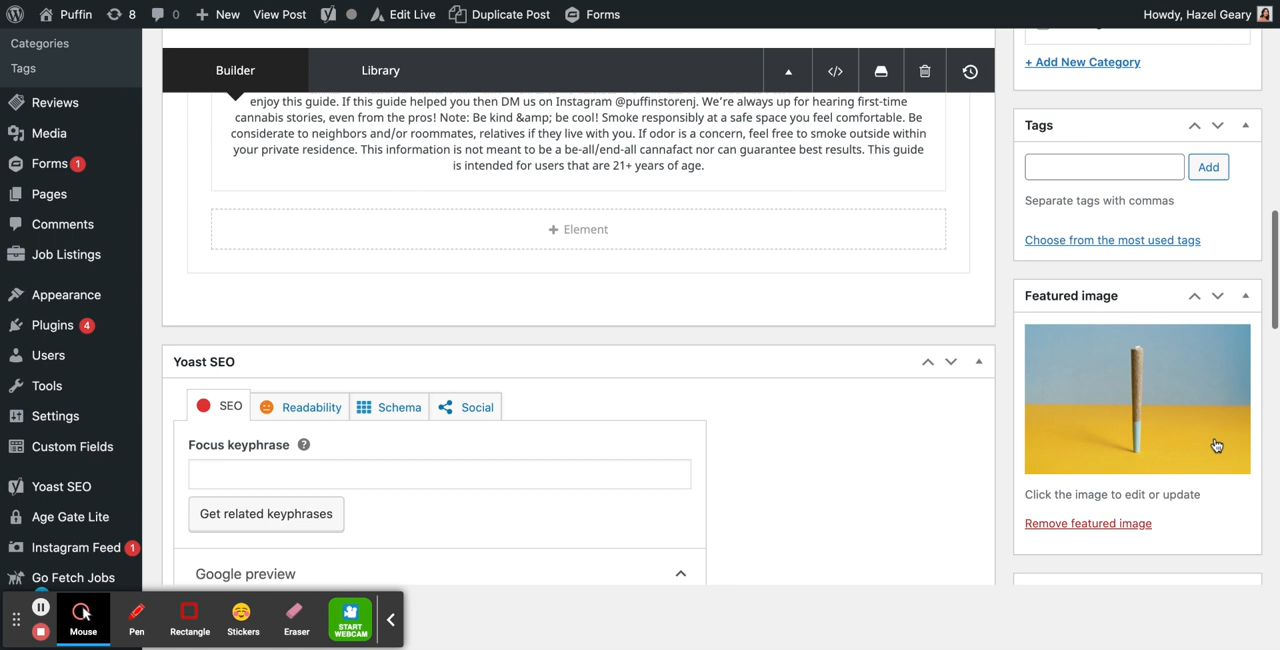 Puffin
8
0
New
View Post
Edit Live
Duplicate Post
Forms
Howdy, Hazel Geary
Categories
Tags
Reviews
Media
Forms 1
Pages
Comments
Job Listings
Appearance
Plugins 4
Users
Tools
Settings
Custom Fields
Yoast SEO
Age Gate Lite
Instagram Feed 1
Go Fetch Jobs
Builder
Library
enjoy this guide. If this guide helped you then DM us on Instagram @puffinstorenj. We're always up for hearing first-time
cannabis stories, even from the pros! Note: Be kind &amp; be cool! Smoke responsibly at a safe space you feel comfortable. Be
considerate to neighbors and/or roommates, relatives if they live with you. If odor is a concern, feel free to smoke outside within
your private residence. This information is not meant to be a be-all/end-all cannafact nor can guarantee best results. This guide
is intended for users that are 21+ years of age.
+ Element
Yoast SEO
SEO
Readability
Schema
Social
Focus keyphrase ?
Get related keyphrases
Google preview
+ Add New Category
Tags
Add
Separate tags with commas
Choose from the most used tags
Featured image
Click the image to edit or update
Remove featured image
Mouse
Pen
Rectangle
Stickers
Eraser
START
WEBCAM